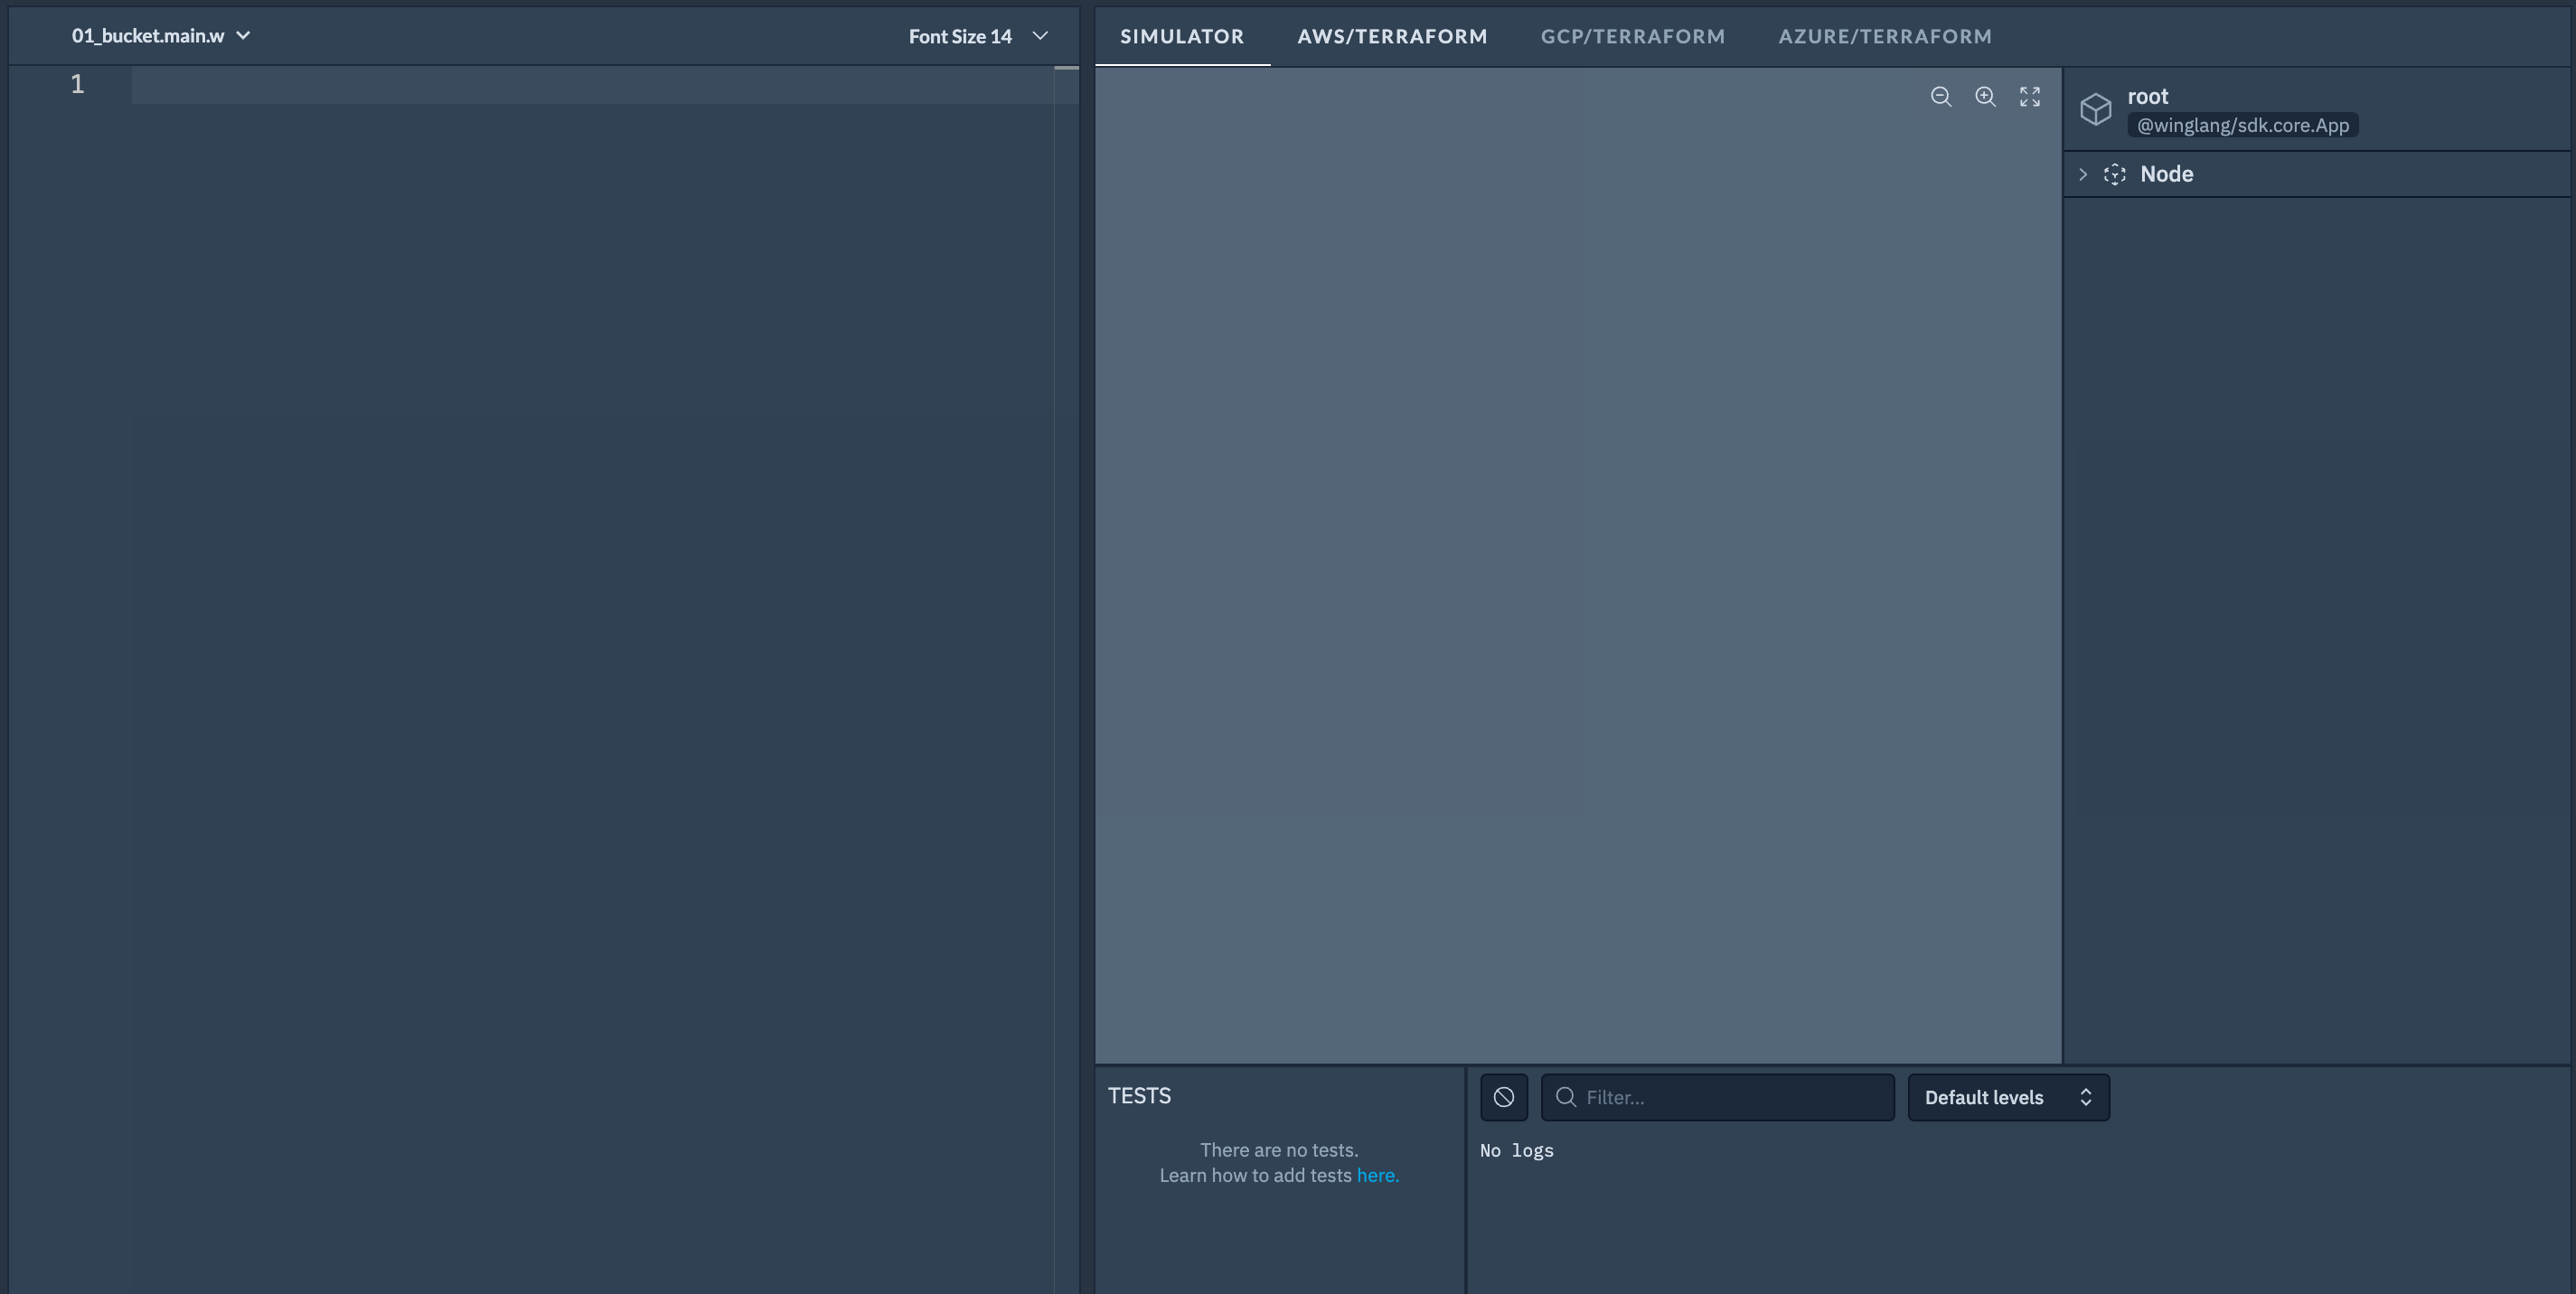 01_bucket.main.w
Font Size 14
1
SIMULATOR
AWS/TERRAFORM
GCP/TERRAFORM
AZURE/TERRAFORM
root
@winglang/sdk.core.App
Node
TESTS
There are no tests.
Learn how to add tests here.
Filter...
Default levels
No logs